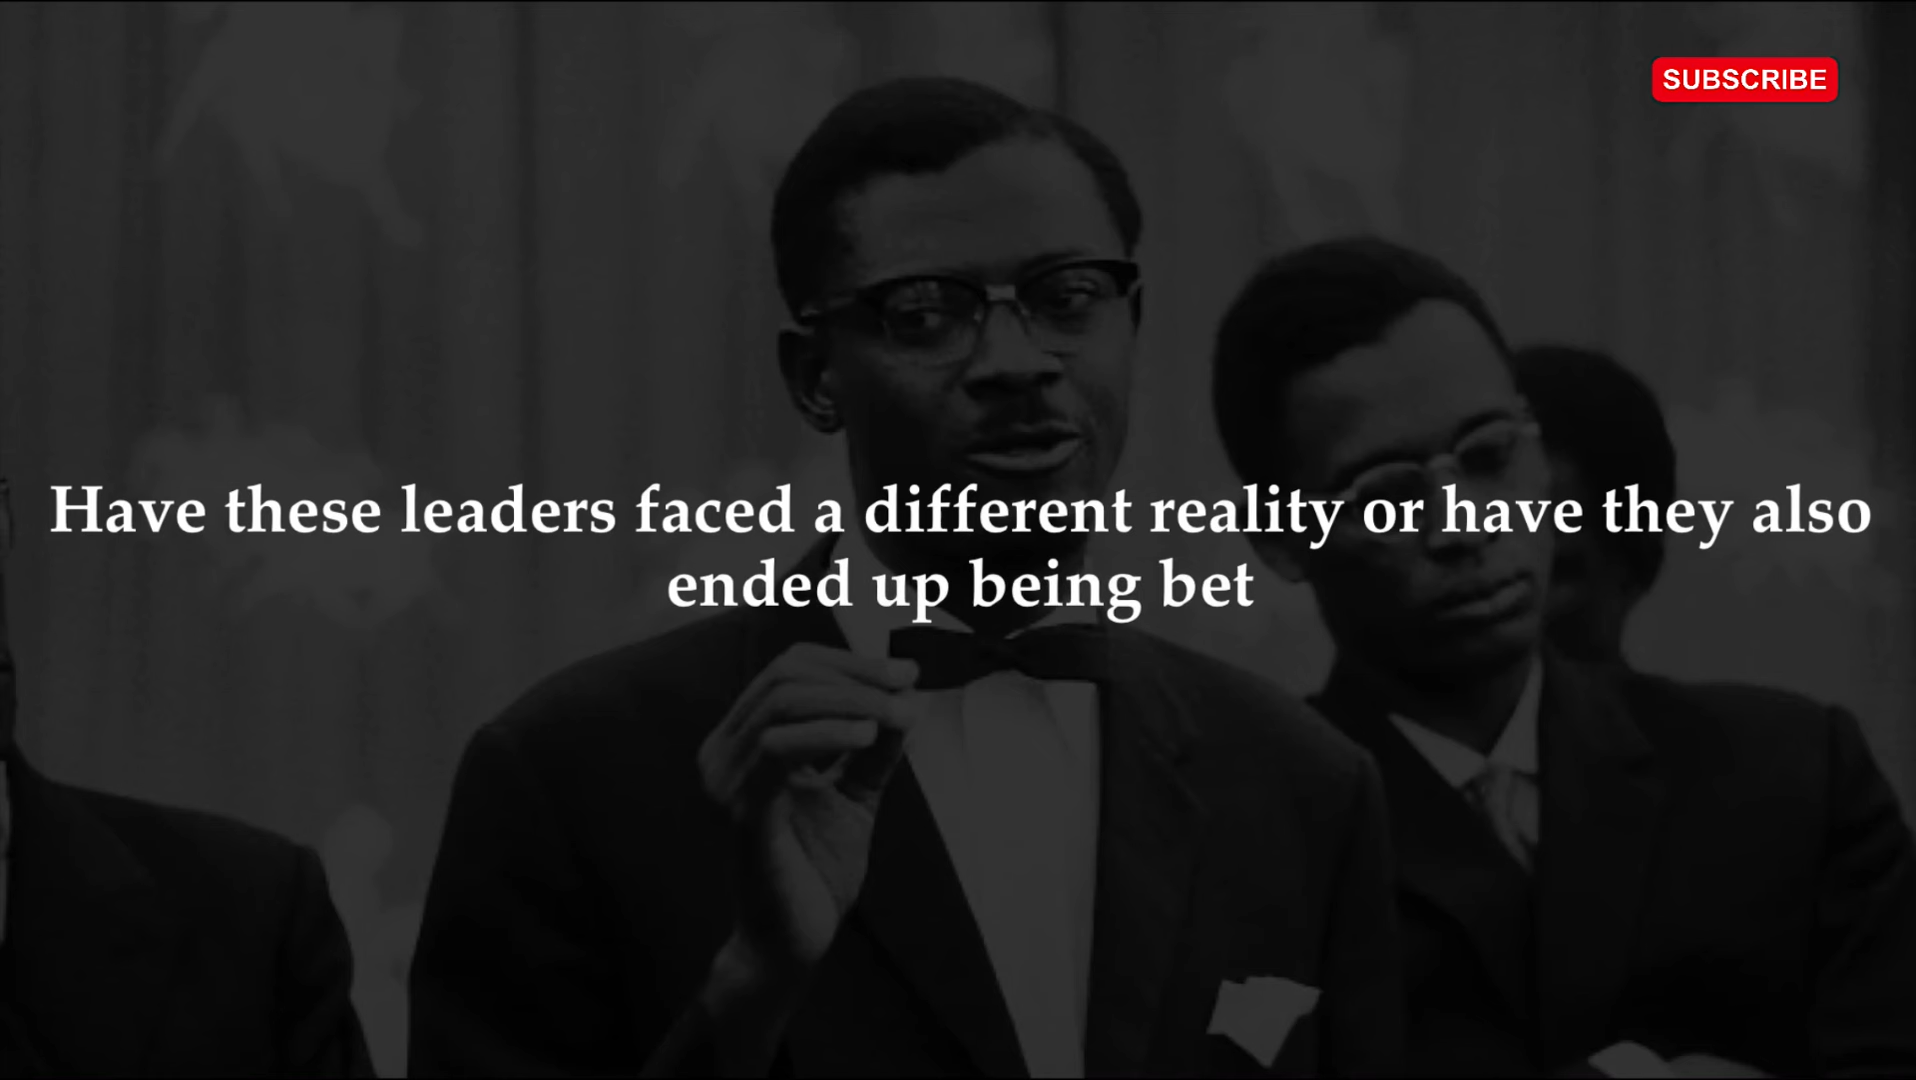 SUBSCRIBE
Have these leaders faced a different reality or have they also
ended up being bet